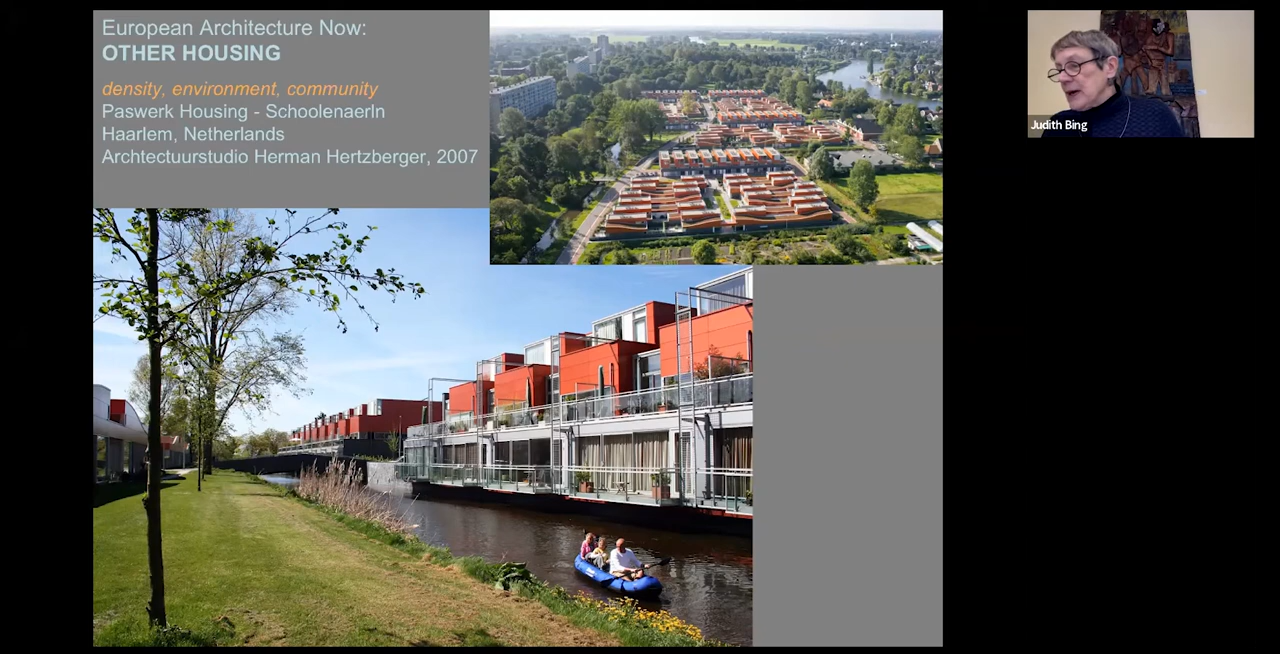 European Architecture Now:
OTHER HOUSING
density, environment, community
Paswerk Housing - Schoolenaerln
Haarlem, Netherlands
Archtectuurstudio Herman Hertzberger, 2007
Judith Bing